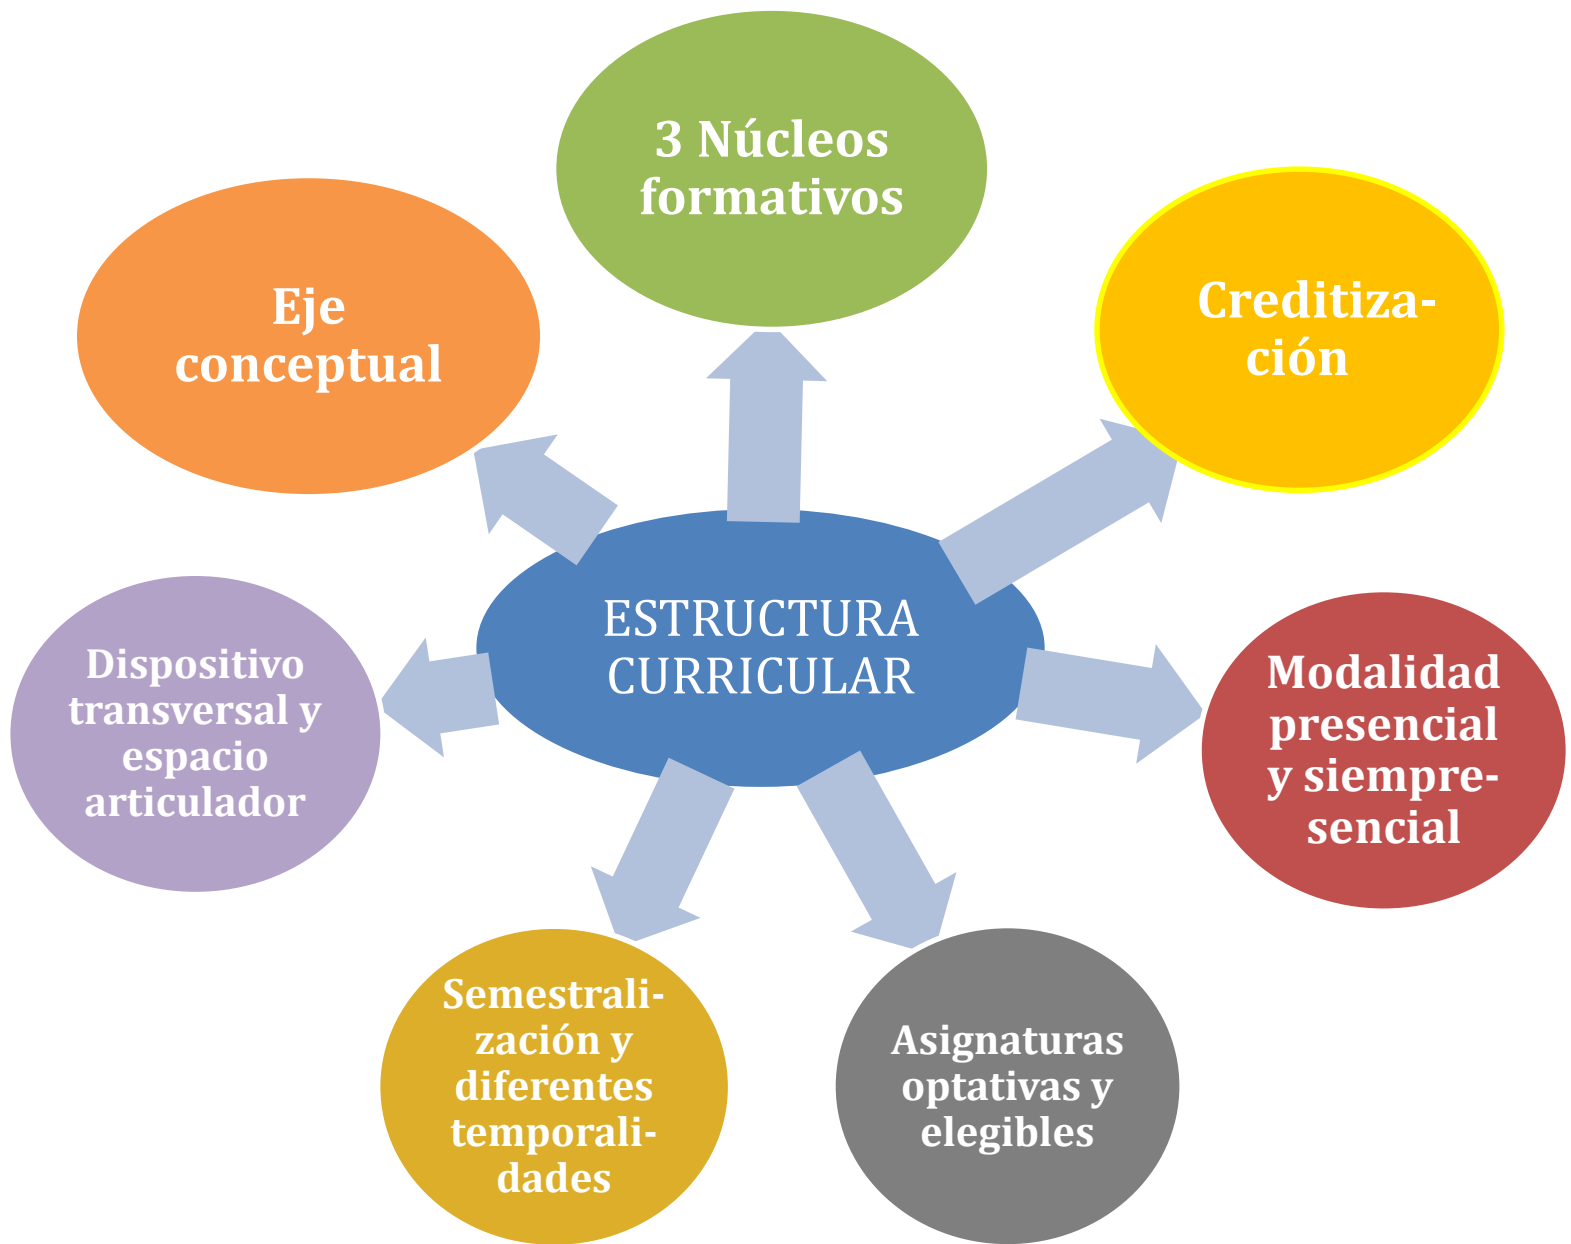 3 Núcleos
formativos
Creditiza-
ción
Eje
conceptual
ESTRUCTURA
CURRICULAR
Dispositivo
transversal y
espacio
articulador
Modalidad
presencial
y siempre-
sencial
Semestrali-
zación y
diferentes
temporali-
dades
Asignaturas
optativas y
elegibles